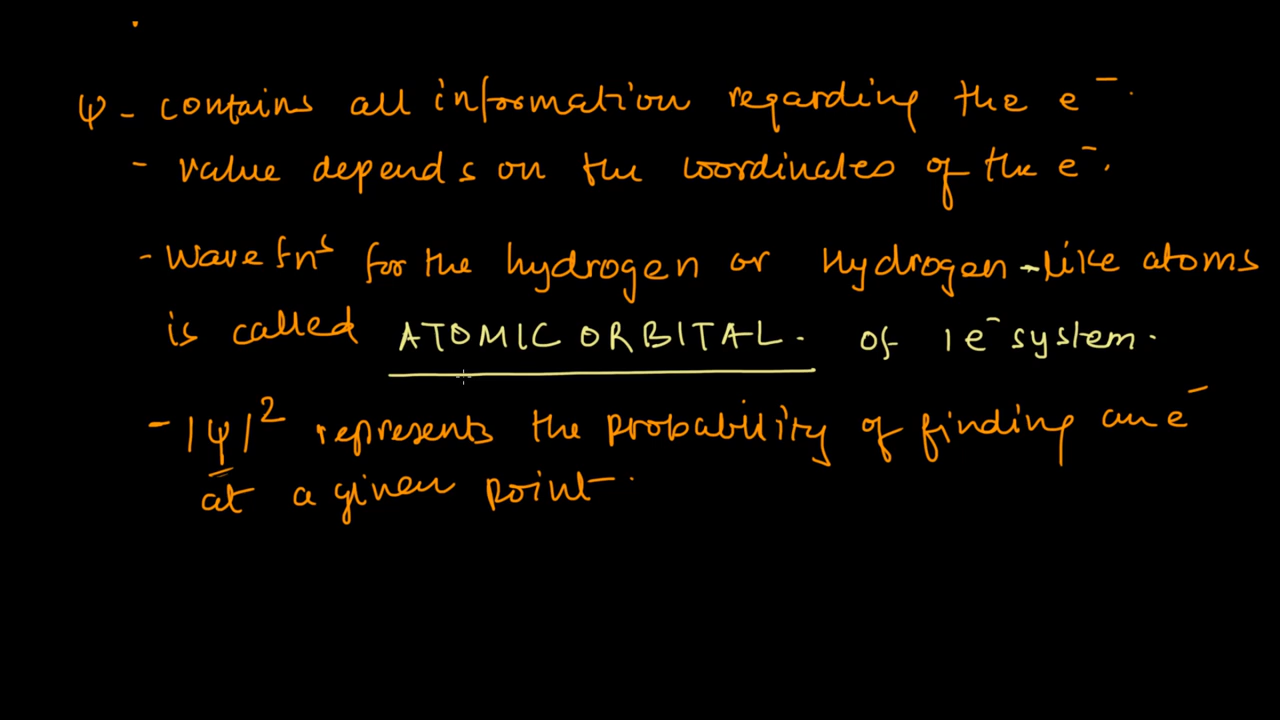 ψ - contains all information regarding the e⁻.
- value depends on the coordinates of the e⁻.
- Wave fnˢ for the hydrogen or Hydrogen-like atoms
is called ATOMIC ORBITAL. of 1e⁻ system.
- |ψ|² represents the probability of finding an e⁻
at a given point.